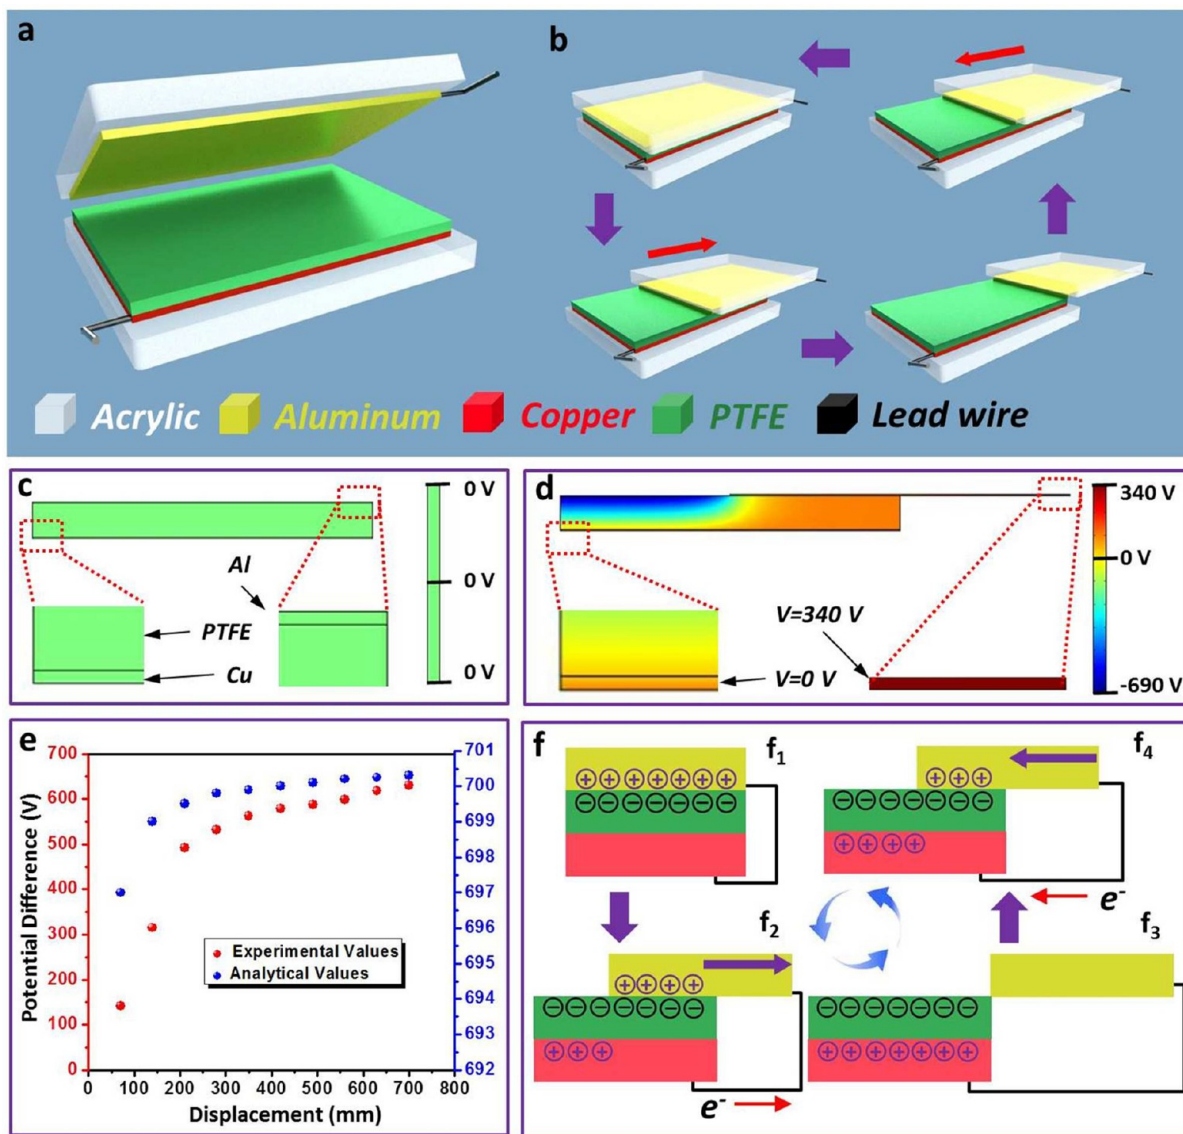 a
b
Acrylic Aluminum Copper PTFE Lead wire
c
0 V
0 V
0 V
Al
PTFE
Cu
d
340 V
0 V
-690 V
V=340 V
V=0 V
e
700
600
500
400
300
200
100
0
Potential Difference (V)
701
700
699
698
697
696
695
694
693
692
Experimental Values
Analytical Values
0 100 200 300 400 500 600 700 800
Displacement (mm)
f
f1
f4
e-
f2
f3
e-